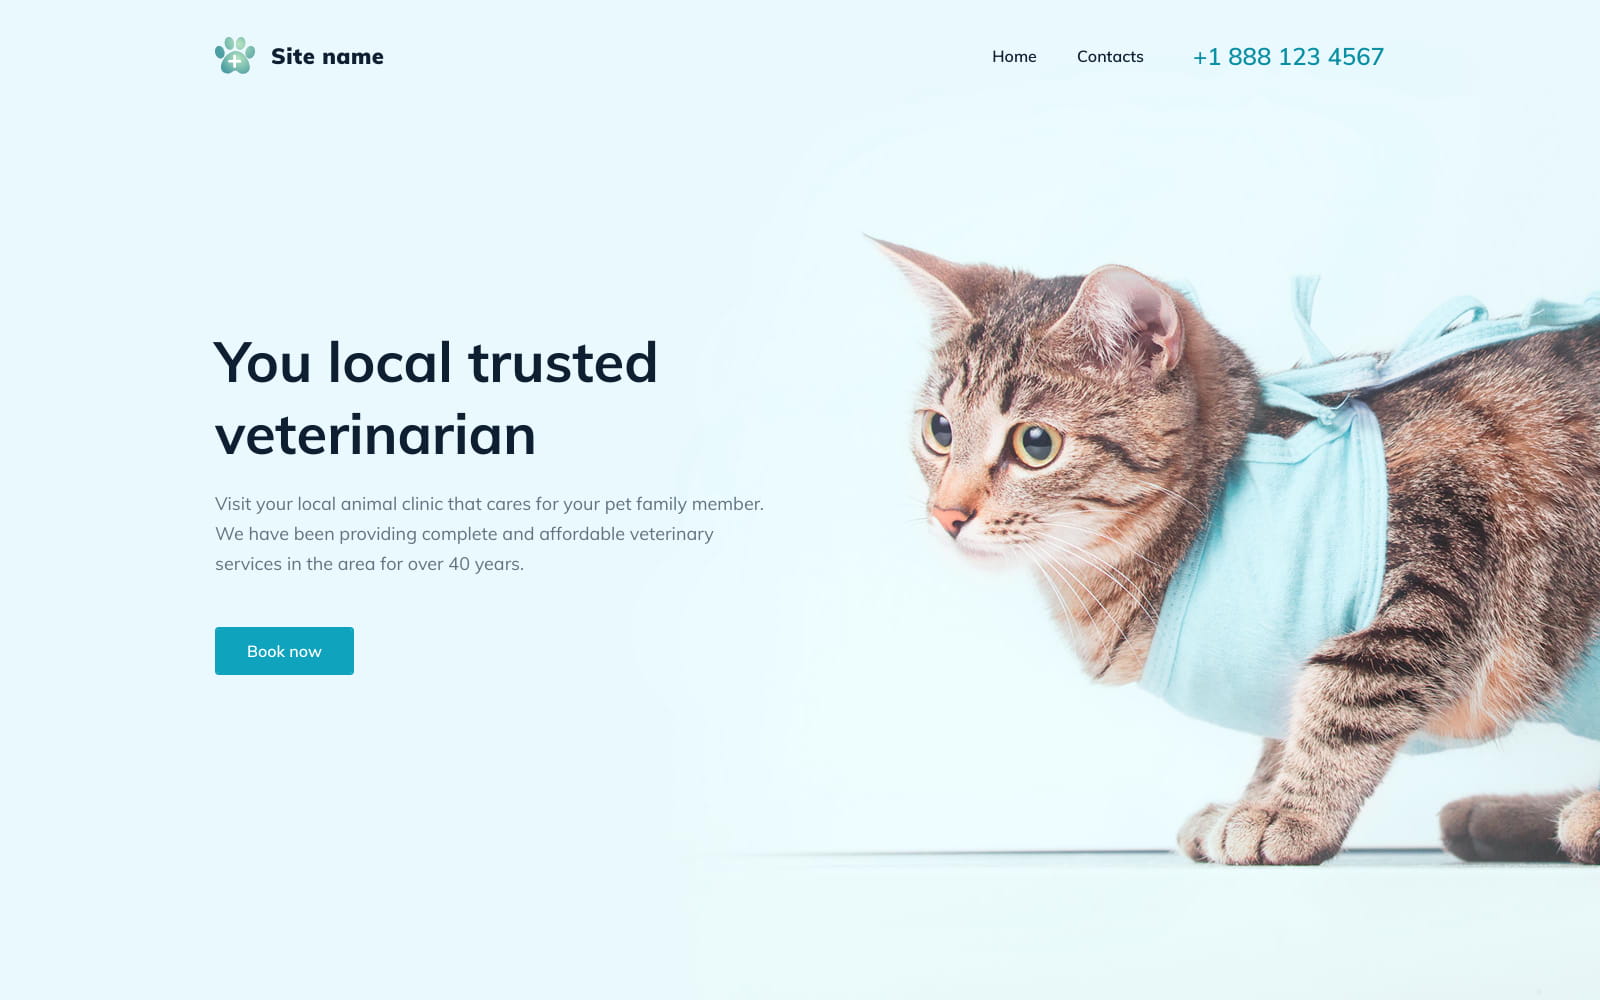 Site name
Home
Contacts
+1 888 123 4567
You local trusted
veterinarian
Visit your local animal clinic that cares for your pet family member.
We have been providing complete and affordable veterinary
services in the area for over 40 years.
Book now